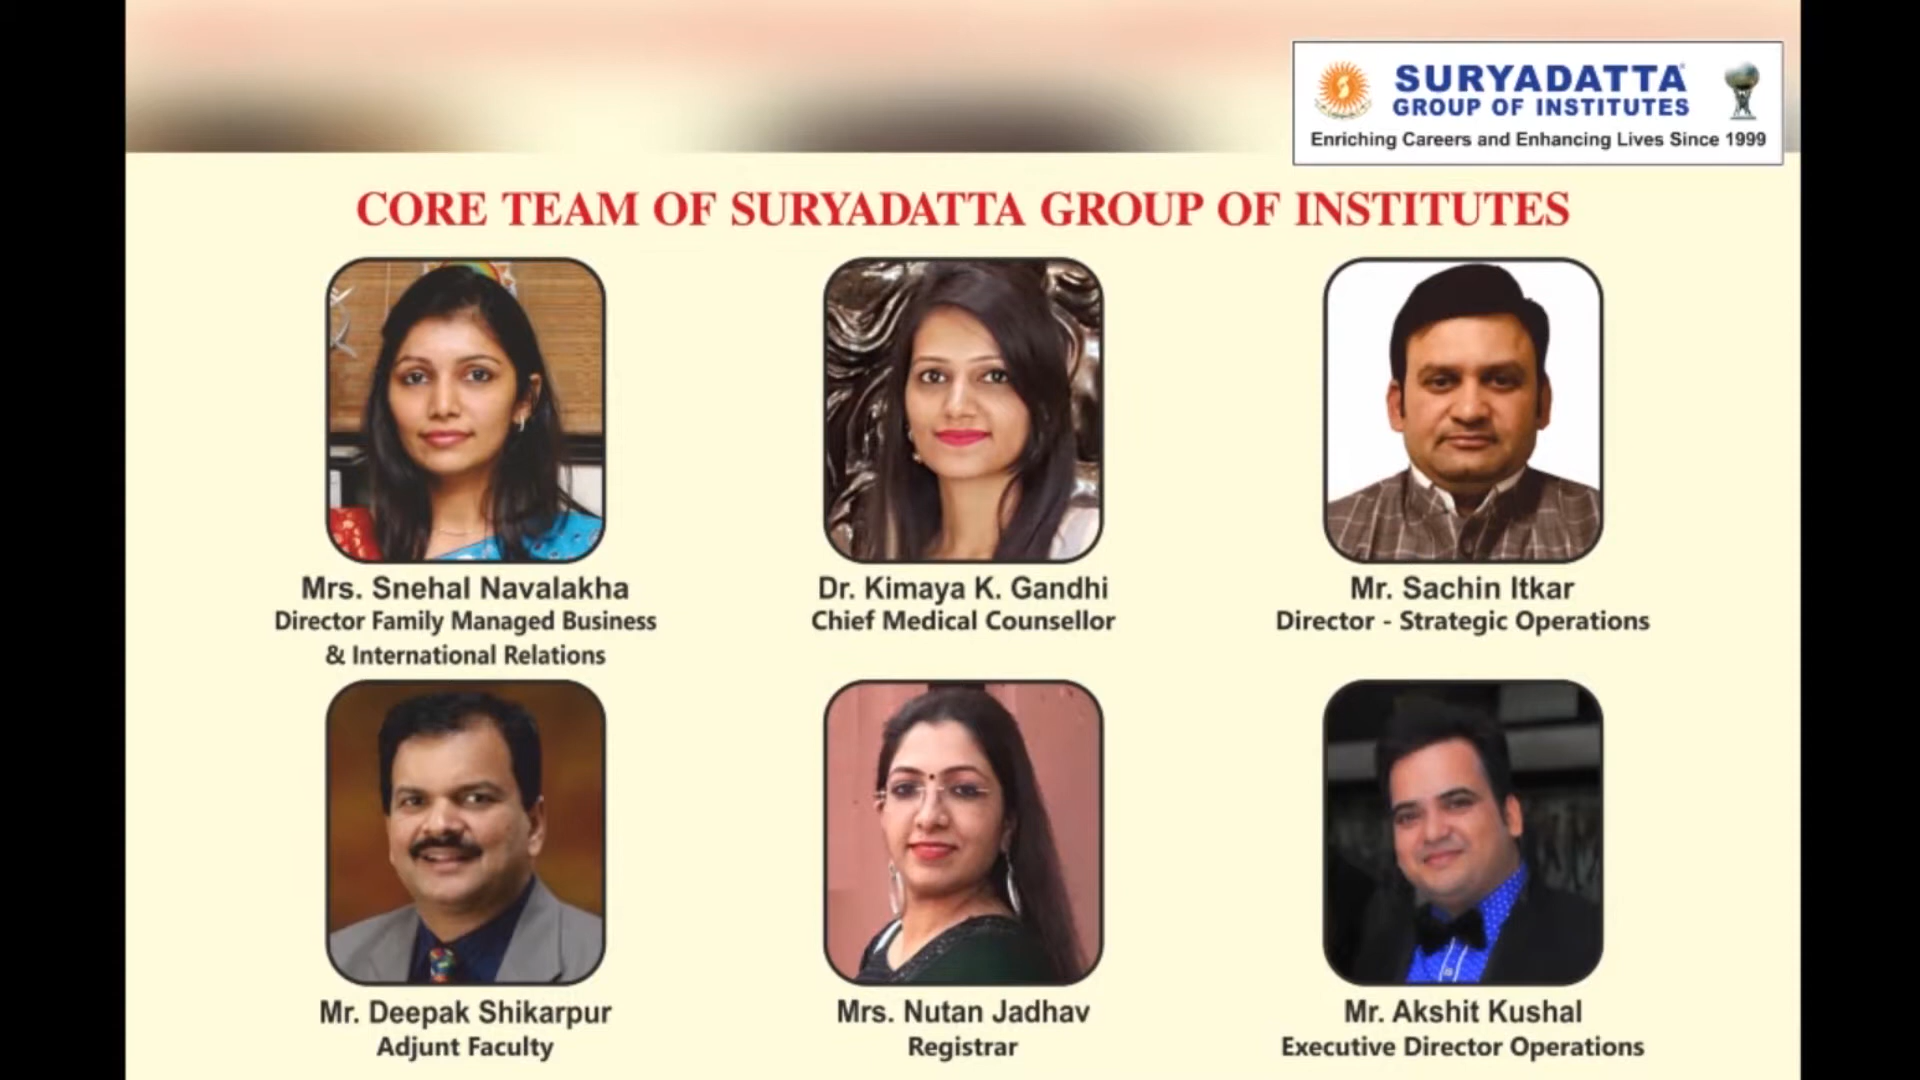 SURYADATTA
GROUP OF INSTITUTES
Enriching Careers and Enhancing Lives Since 1999
CORE TEAM OF SURYADATTA GROUP OF INSTITUTES
Mrs. Snehal Navalakha
Director Family Managed Business
& International Relations
Dr. Kimaya K. Gandhi
Chief Medical Counsellor
Mr. Sachin Itkar
Director - Strategic Operations
Mr. Deepak Shikarpur
Adjunt Faculty
Mrs. Nutan Jadhav
Registrar
Mr. Akshit Kushal
Executive Director Operations